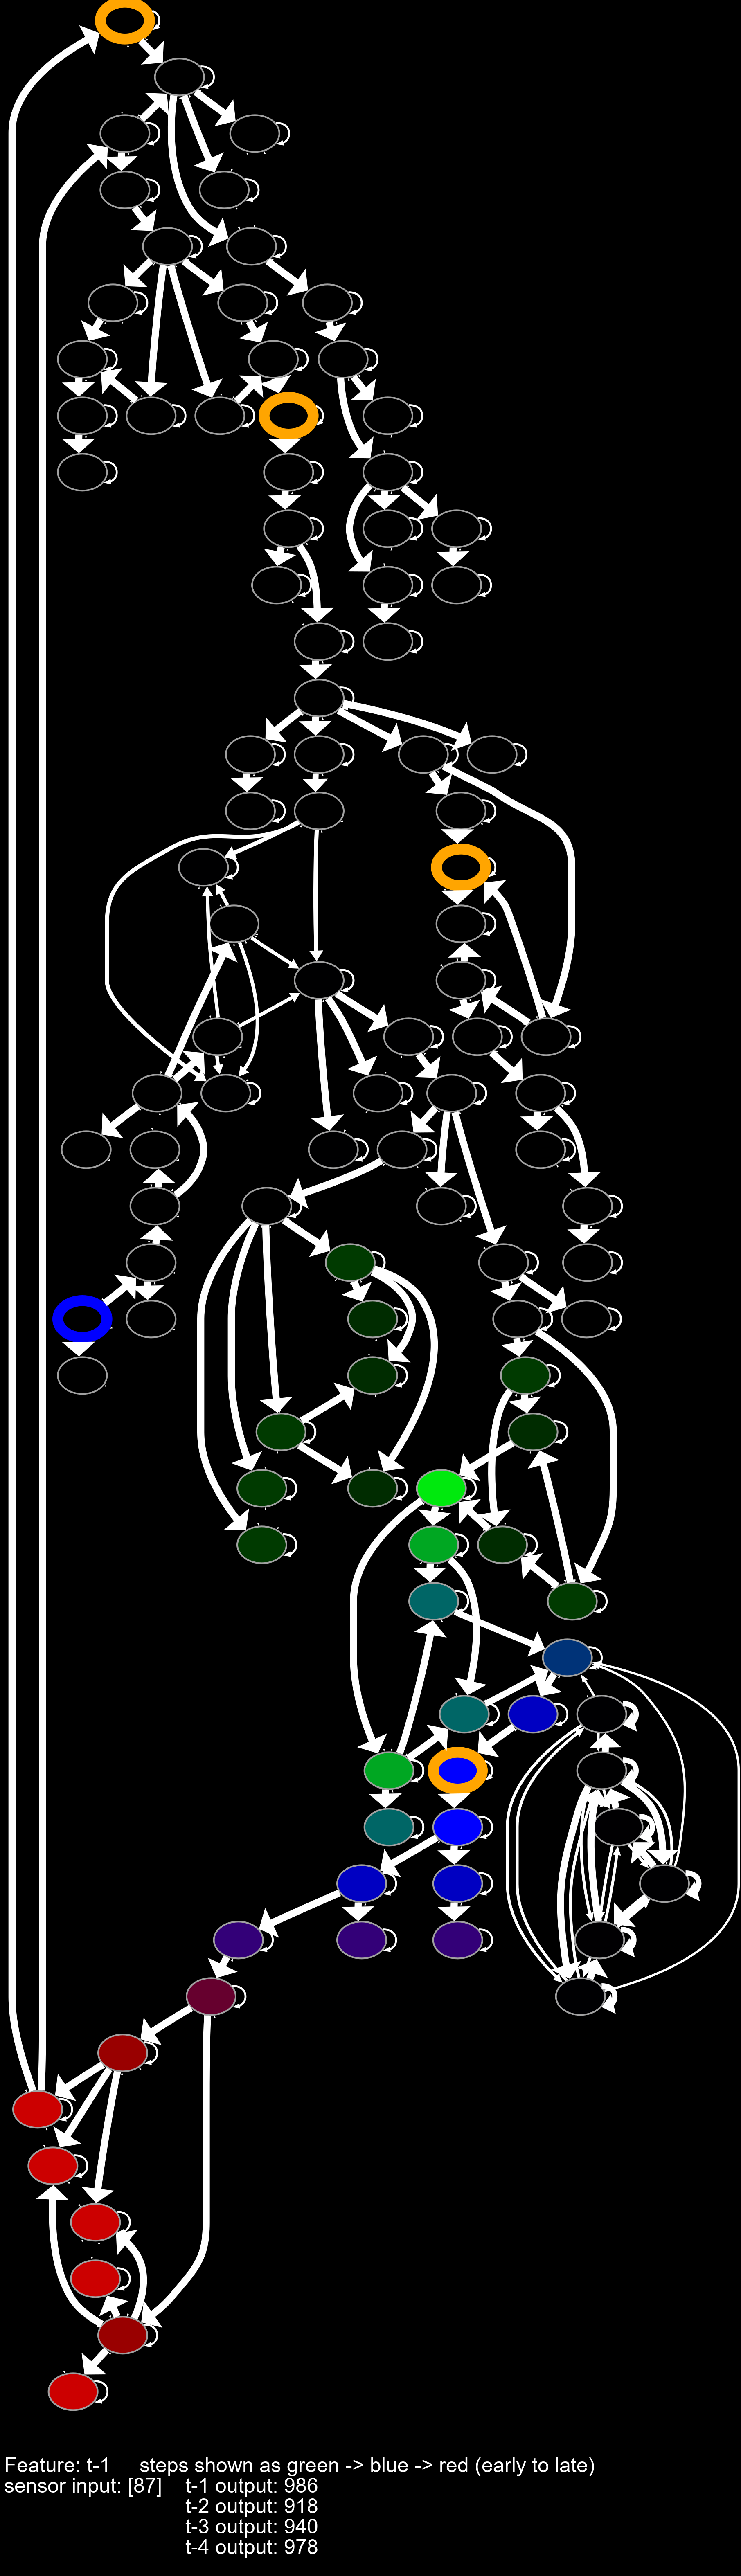 Feature: t-1     steps shown as green -> blue -> red (early to late)
sensor input: [87]    t-1 output: 986
t-2 output: 918
t-3 output: 940
t-4 output: 978